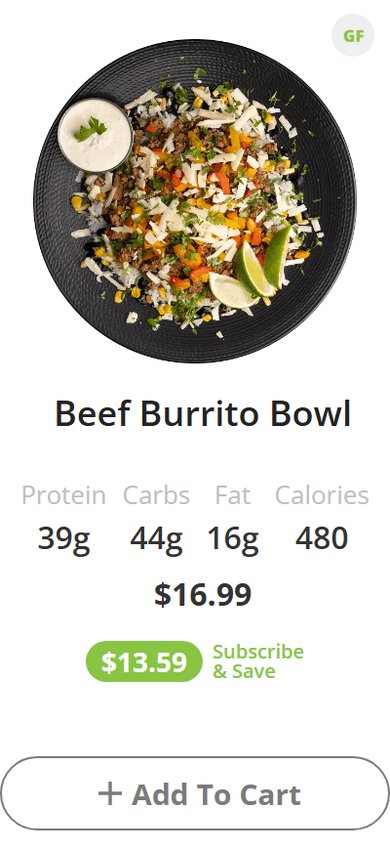 GF
Beef Burrito Bowl
Protein Carbs Fat Calories
39g 44g 16g 480
$16.99
$13.59 Subscribe
& Save
+ Add To Cart